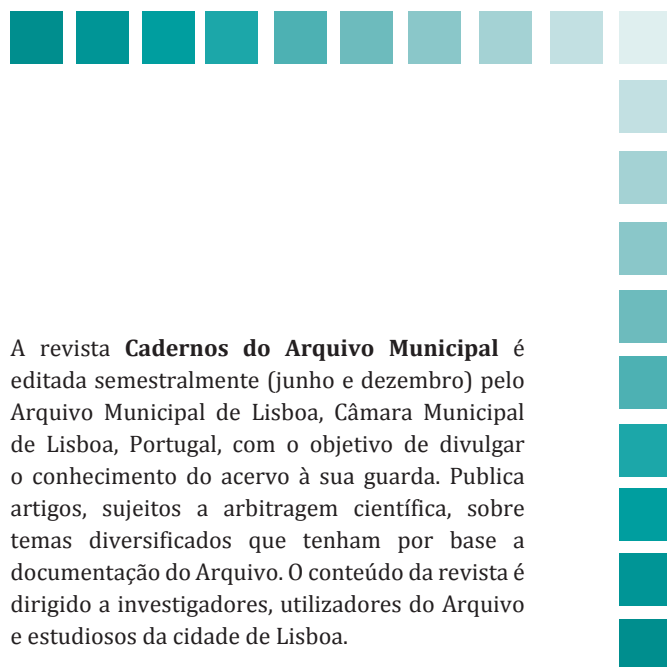 A revista Cadernos do Arquivo Municipal é
editada semestralmente (junho e dezembro) pelo
Arquivo Municipal de Lisboa, Câmara Municipal
de Lisboa, Portugal, com o objetivo de divulgar
o conhecimento do acervo à sua guarda. Publica
artigos, sujeitos a arbitragem científica, sobre
temas diversificados que tenham por base a
documentação do Arquivo. O conteúdo da revista é
dirigido a investigadores, utilizadores do Arquivo
e estudiosos da cidade de Lisboa.